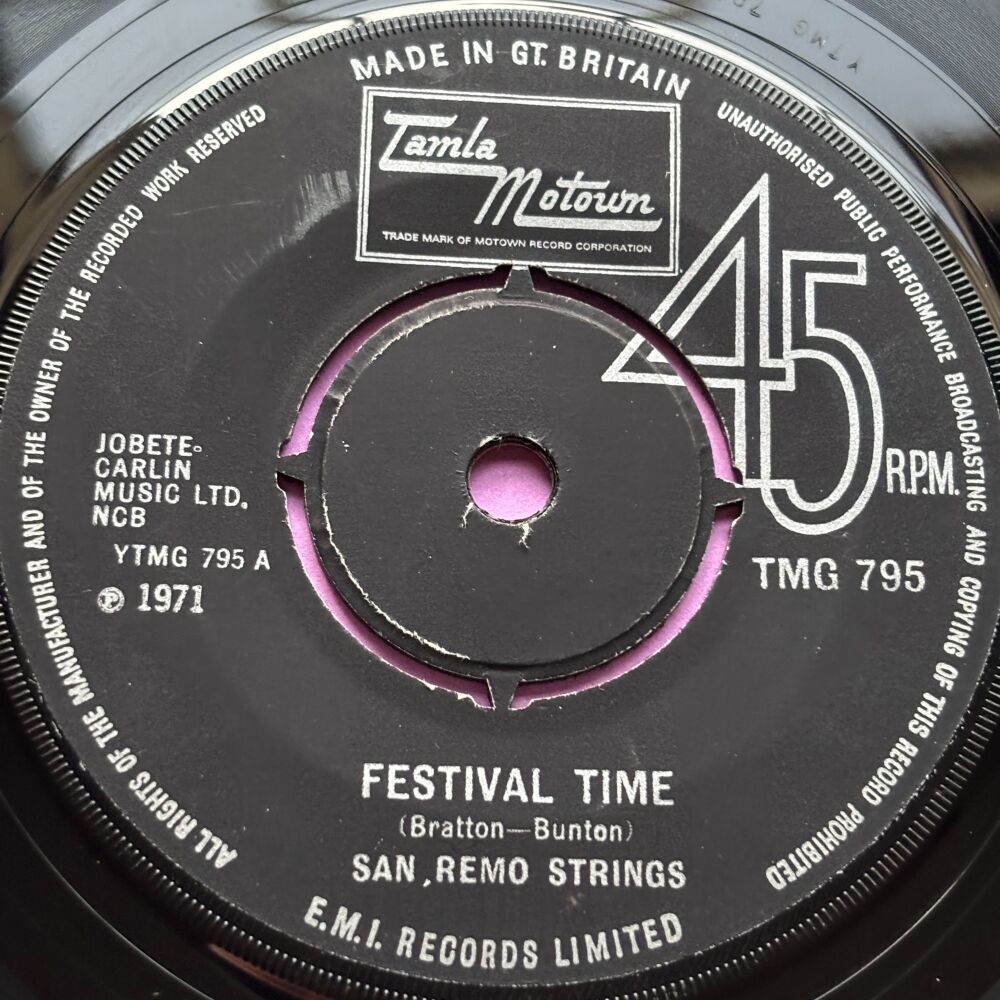 MADE IN GT. BRITAIN
Tamla
Motown
TRADE MARK OF MOTOWN RECORD CORPORATION
ALL RIGHTS OF THE MANUFACTURER AND OF THE OWNER OF THE RECORDED WORK RESERVED
UNAUTHORISED PUBLIC PERFORMANCE BROADCASTING AND COPYING OF THIS RECORD PROHIBITED
45
R.P.M.
JOBETE-
CARLIN
MUSIC LTD.
NCB
YTMG 795 A
℗ 1971
TMG 795
FESTIVAL TIME
(Bratton—Bunton)
SAN REMO STRINGS
E.M.I. RECORDS LIMITED